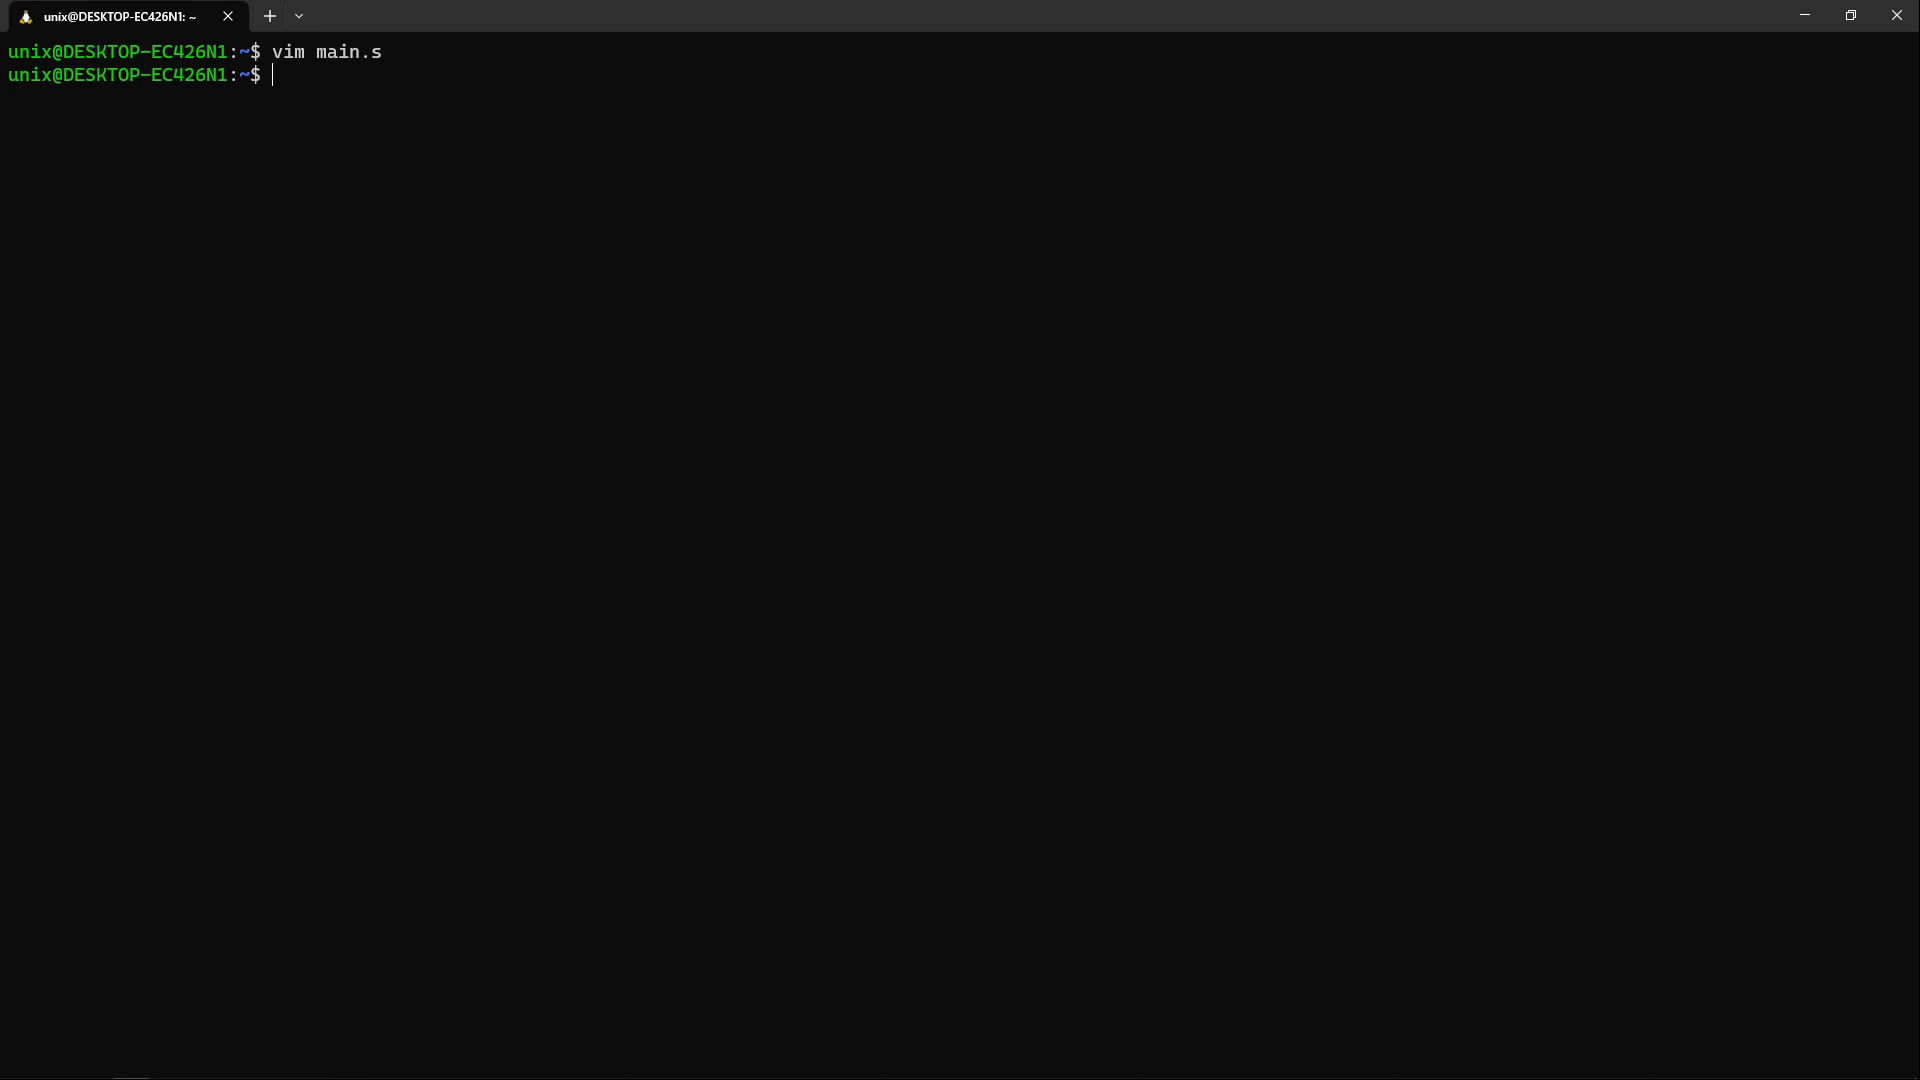 unix@DESKTOP-EC426N1: ~
unix@DESKTOP-EC426N1:~$ vim main.s
unix@DESKTOP-EC426N1:~$